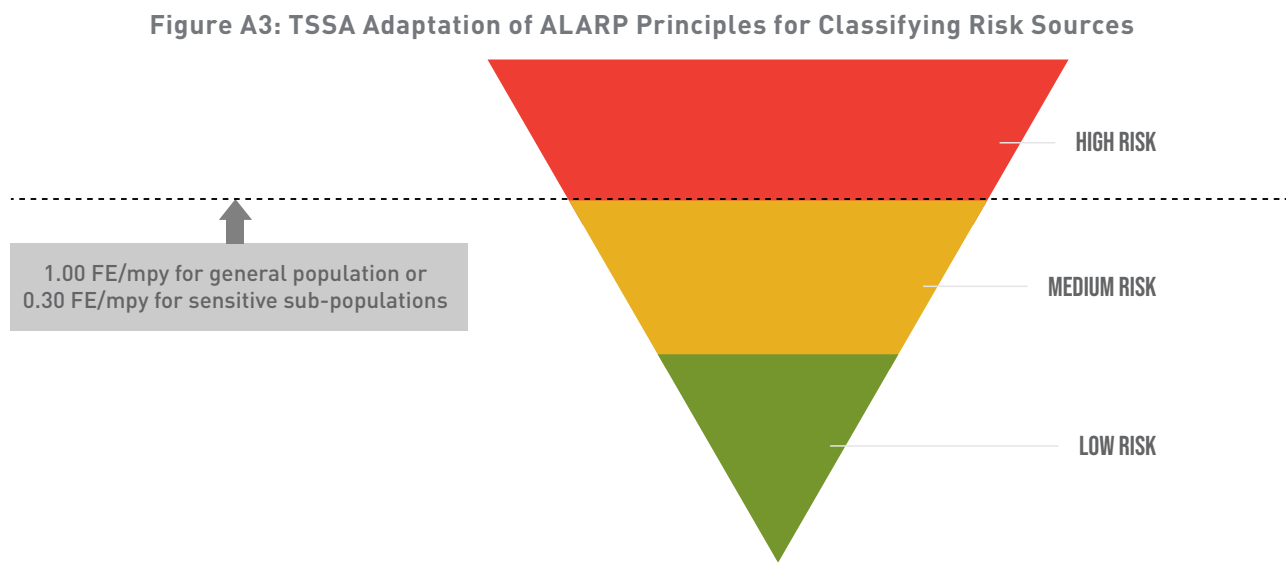 Figure A3: TSSA Adaptation of ALARP Principles for Classifying Risk Sources
HIGH RISK
1.00 FE/mpy for general population or
0.30 FE/mpy for sensitive sub-populations
MEDIUM RISK
LOW RISK